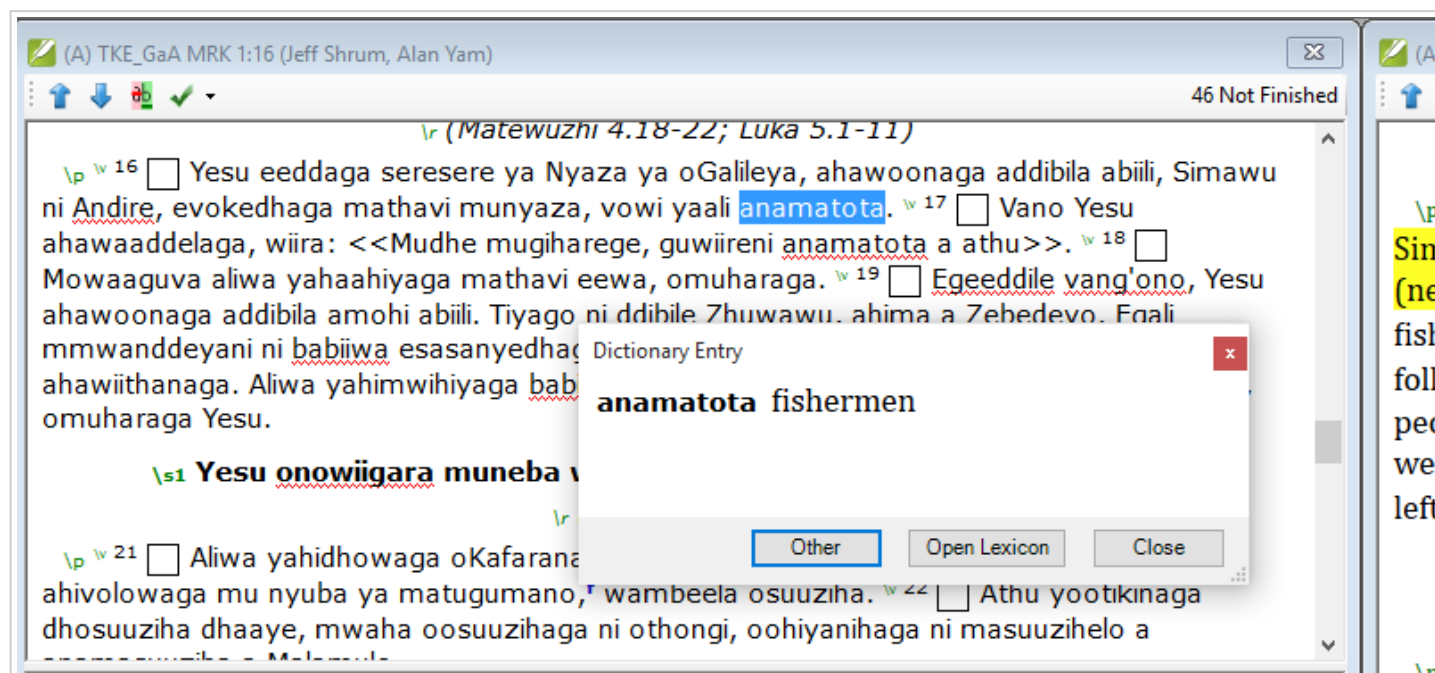 (A) TKE_GaA MRK 1:16 (Jeff Shrum, Alan Yam)
(A
46 Not Finished
\r (Matewuzhi 4.18-22; Luka 5.1-11)
\p \v 16 Yesu eeddaga seresere ya Nyaza ya oGalileya, ahawoonaga addibila abiili, Simawu
ni Andire, evokedhaga mathavi munyaza, vowi yaali anamatota. \v 17 Vano Yesu
ahawaaddelaga, wiira: <<Mudhe mugiharege, guwiireni anamatota a athu>>. \v 18
Mowaaguva aliwa yahaahiyaga mathavi eewa, omuharaga. \v 19 Egeeddile vang'ono, Yesu
ahawoonaga addibila amohi abiili. Tiyago ni ddibile Zhuwawu, ahima a Zebedeyo. Egali
mmwanddeyani ni babiiwa esasanyedhag
ahawiithanaga. Aliwa yahimwihiyaga bab
omuharaga Yesu.
\s1 Yesu onowiigara muneba
\r
\p \v 21 Aliwa yahidhowaga oKafarana
ahivolowaga mu nyuba ya matugumano,f wambeela osuuziha. \v 22 Athu yootikinaga
dhosuuziha dhaaye, mwaha oosuuzihaga ni othongi, oohiyanihaga ni masuuzihelo a
Dictionary Entry
anamatota fishermen
Other
Open Lexicon
Close
\p
Sim
(ne
fish
foll
peo
we
left